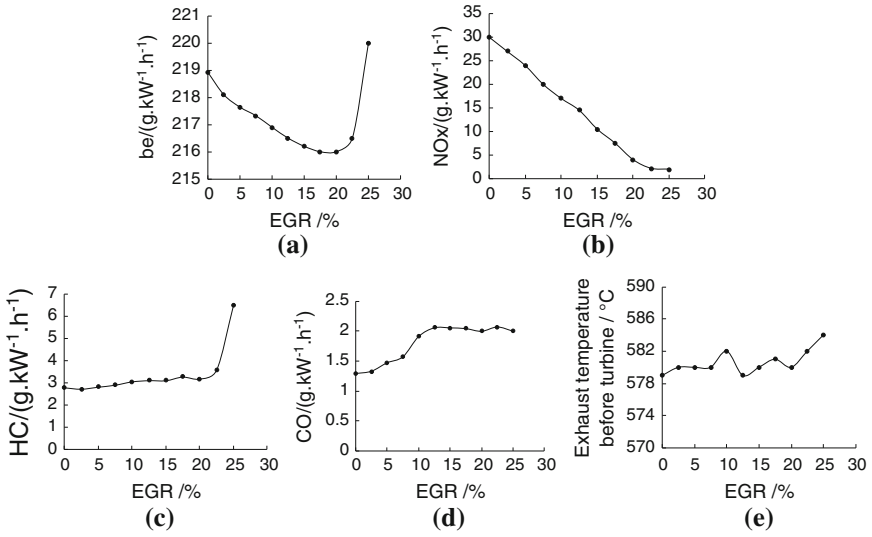 221
220
219
218
217
216
215
0 5 10 15 20 25 30
be/(g.kW⁻¹.h⁻¹)
EGR /%
(a)
35
30
25
20
15
10
5
0
0 5 10 15 20 25 30
NOx/(g.kW⁻¹.h⁻¹)
EGR /%
(b)
7
6
5
4
3
2
1
0
0 5 10 15 20 25 30
HC/(g.kW⁻¹.h⁻¹)
EGR /%
(c)
2.5
2
1.5
1
0.5
0
0 5 10 15 20 25 30
CO/(g.kW⁻¹.h⁻¹)
EGR /%
(d)
590
586
582
578
574
570
0 5 10 15 20 25 30
Exhaust temperature
before turbine / °C
EGR /%
(e)